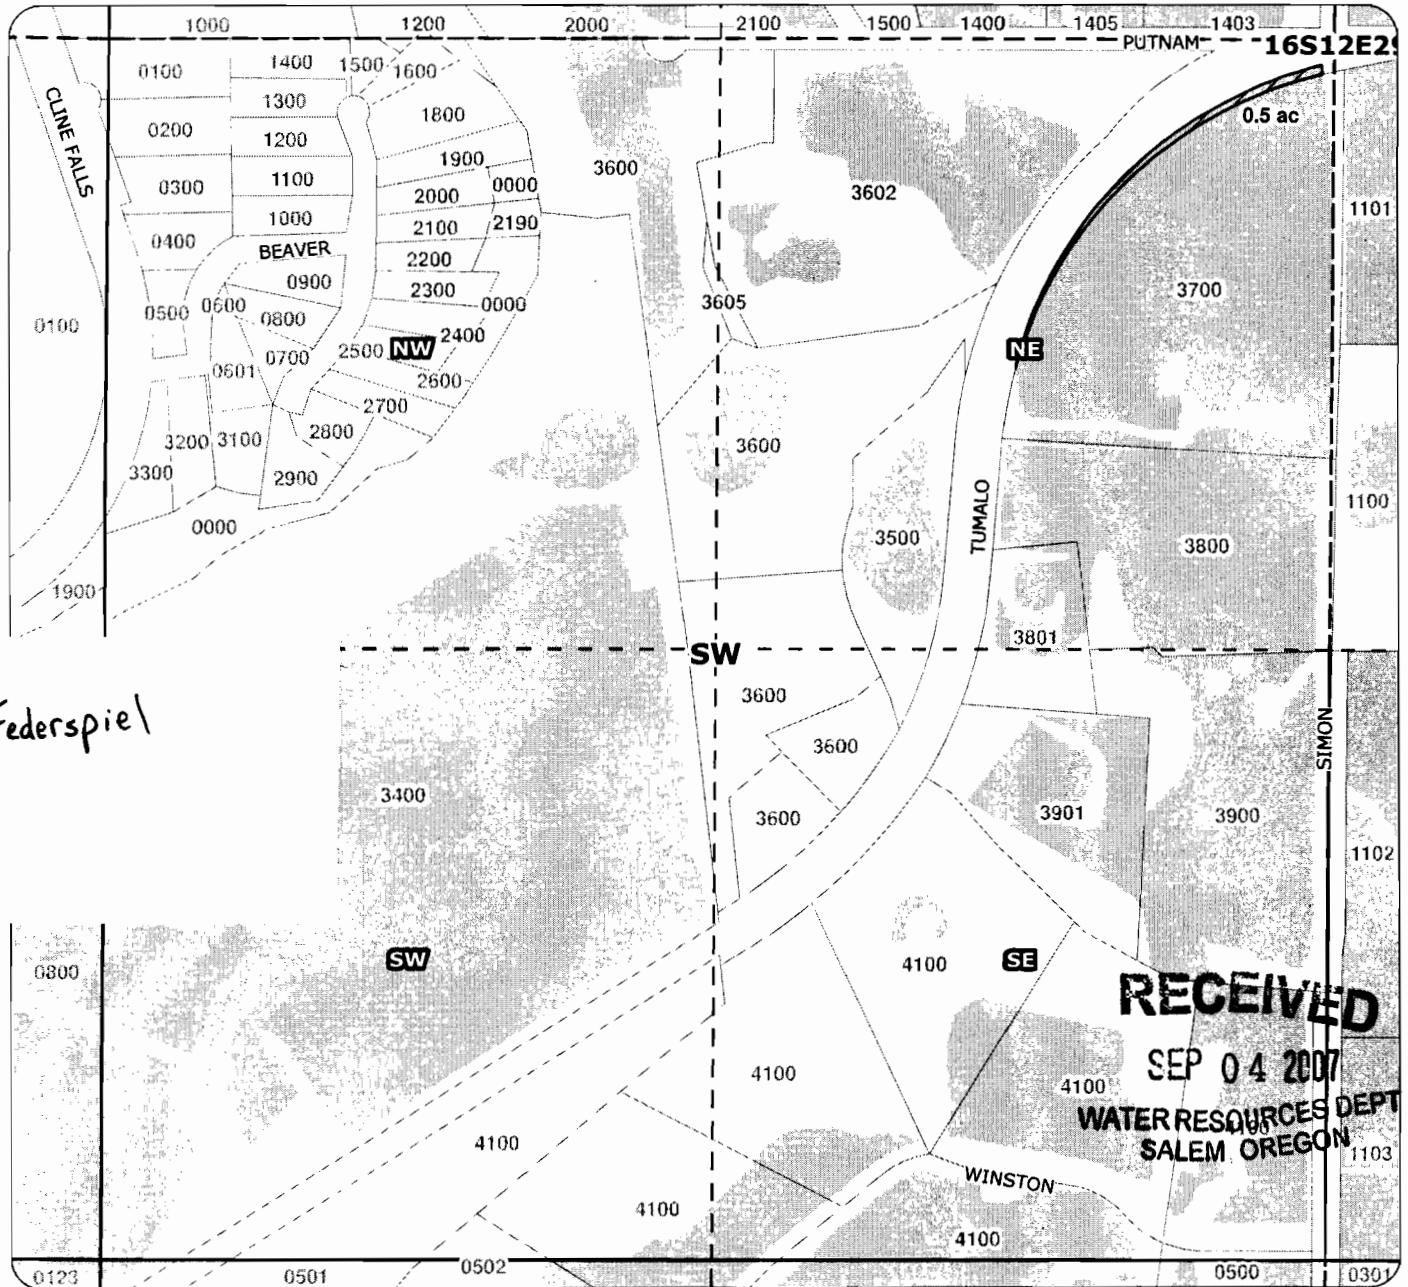 1000 1200 2000 2100 1500 1400 1405 1403
PUTNAM 16S12E29
0100 1400 1500 1600
CLINE FALLS
1300 1800 0.5 ac
0200 1200
1900 3600
0300 1100 2000 0000 3602
1000 2100 2190 1101
0400 BEAVER 2200
0900 2300 0000 3605 3700
0500 0600 0800
0100 2400
0700 2500 NW NE
0601 2600
2700
3200 3100 2800 3600
3300 2900
0000 TUMALO 1100
3500 3800
1900
3801
SW
3600
Federspiel
3600 SIMON
3400
3600 3901 3900
1102
0800 SW 4100 SE
RECEIVED
SEP 04 2007
4100 4100
WATER RESOURCES DEPT
4100
SALEM OREGON
4100 1103
WINSTON
4100
4100
0123 0501 0502 0500 0301